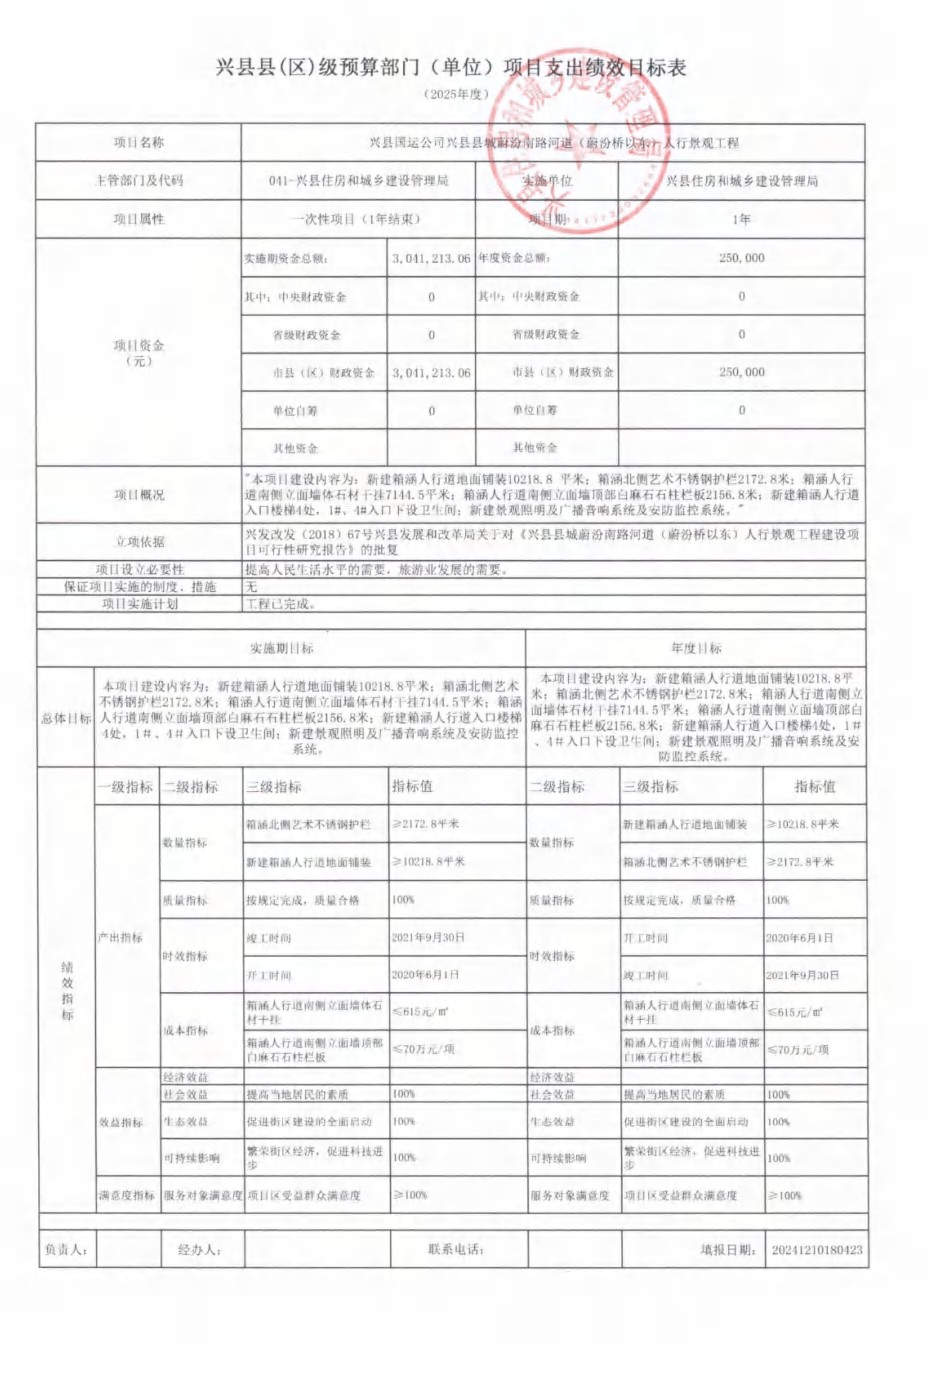 兴县县(区)级预算部门（单位）项目支出绩效目标表
（2025年度）
项目名称 兴县国运公司兴县县城蔚汾南路河道（蔚汾桥以东）人行景观工程
主管部门及代码 041-兴县住房和城乡建设管理局 实施单位 兴县住房和城乡建设管理局
项目属性 一次性项目（1年结束） 项目期 1年
项目资金
（元）
实施期资金总额： 3,041,213.06 年度资金总额： 250,000
其中：中央财政资金 0 其中：中央财政资金 0
省级财政资金 0 省级财政资金 0
市县（区）财政资金 3,041,213.06 市县（区）财政资金 250,000
单位自筹 0 单位自筹 0
其他资金 其他资金
项目概况
"本项目建设内容为：新建箱涵人行道地面铺装10218.8 平米；箱涵北侧艺术不锈钢护栏2172.8米；箱涵人行
道南侧立面墙体石材干挂7144.5平米；箱涵人行道南侧立面墙顶部白麻石石柱栏板2156.8米；新建箱涵人行道
入口楼梯4处，1#、4#入口下设卫生间；新建景观照明及广播音响系统及安防监控系统。"
立项依据
兴发改发（2018）67号兴县发展和改革局关于对《兴县县城蔚汾南路河道（蔚汾桥以东）人行景观工程建设项
目可行性研究报告》的批复
项目设立必要性 提高人民生活水平的需要，旅游业发展的需要。
保证项目实施的制度、措施 无
项目实施计划 工程已完成。
实施期目标 年度目标
总体目标
本项目建设内容为：新建箱涵人行道地面铺装10218.8平米；箱涵北侧艺术
不锈钢护栏2172.8米；箱涵人行道南侧立面墙体石材干挂7144.5平米；箱涵
人行道南侧立面墙顶部白麻石石柱栏板2156.8米；新建箱涵人行道入口楼梯
4处，1#、4#入口下设卫生间；新建景观照明及广播音响系统及安防监控
系统。
本项目建设内容为：新建箱涵人行道地面铺装10218.8平
米；箱涵北侧艺术不锈钢护栏2172.8米；箱涵人行道南侧立
面墙体石材干挂7144.5平米；箱涵人行道南侧立面墙顶部白
麻石石柱栏板2156.8米；新建箱涵人行道入口楼梯4处，1#
、4#入口下设卫生间；新建景观照明及广播音响系统及安
防监控系统。
绩效指标
一级指标 二级指标 三级指标 指标值 二级指标 三级指标 指标值
产出指标
数量指标 箱涵北侧艺术不锈钢护栏 ≥2172.8平米 数量指标 新建箱涵人行道地面铺装 ≥10218.8平米
新建箱涵人行道地面铺装 ≥10218.8平米 箱涵北侧艺术不锈钢护栏 ≥2172.8平米
质量指标 按规定完成，质量合格 100% 质量指标 按规定完成，质量合格 100%
时效指标 竣工时间 2021年9月30日 时效指标 开工时间 2020年6月1日
开工时间 2020年6月1日 竣工时间 2021年9月30日
成本指标 箱涵人行道南侧立面墙体石
材干挂 ≤615元/㎡ 成本指标 箱涵人行道南侧立面墙体石
材干挂 ≤615元/㎡
箱涵人行道南侧立面墙顶部
白麻石石柱栏板 ≤70万元/项 箱涵人行道南侧立面墙顶部
白麻石石柱栏板 ≤70万元/项
效益指标
经济效益 经济效益
社会效益 提高当地居民的素质 100% 社会效益 提高当地居民的素质 100%
生态效益 促进街区建设的全面启动 100% 生态效益 促进街区建设的全面启动 100%
可持续影响 繁荣街区经济，促进科技进
步 100% 可持续影响 繁荣街区经济，促进科技进
步 100%
满意度指标 服务对象满意度 项目区受益群众满意度 ≥100% 服务对象满意度 项目区受益群众满意度 ≥100%
负责人： 经办人： 联系电话： 填报日期： 20241210180423
兴县住房和城乡建设管理局